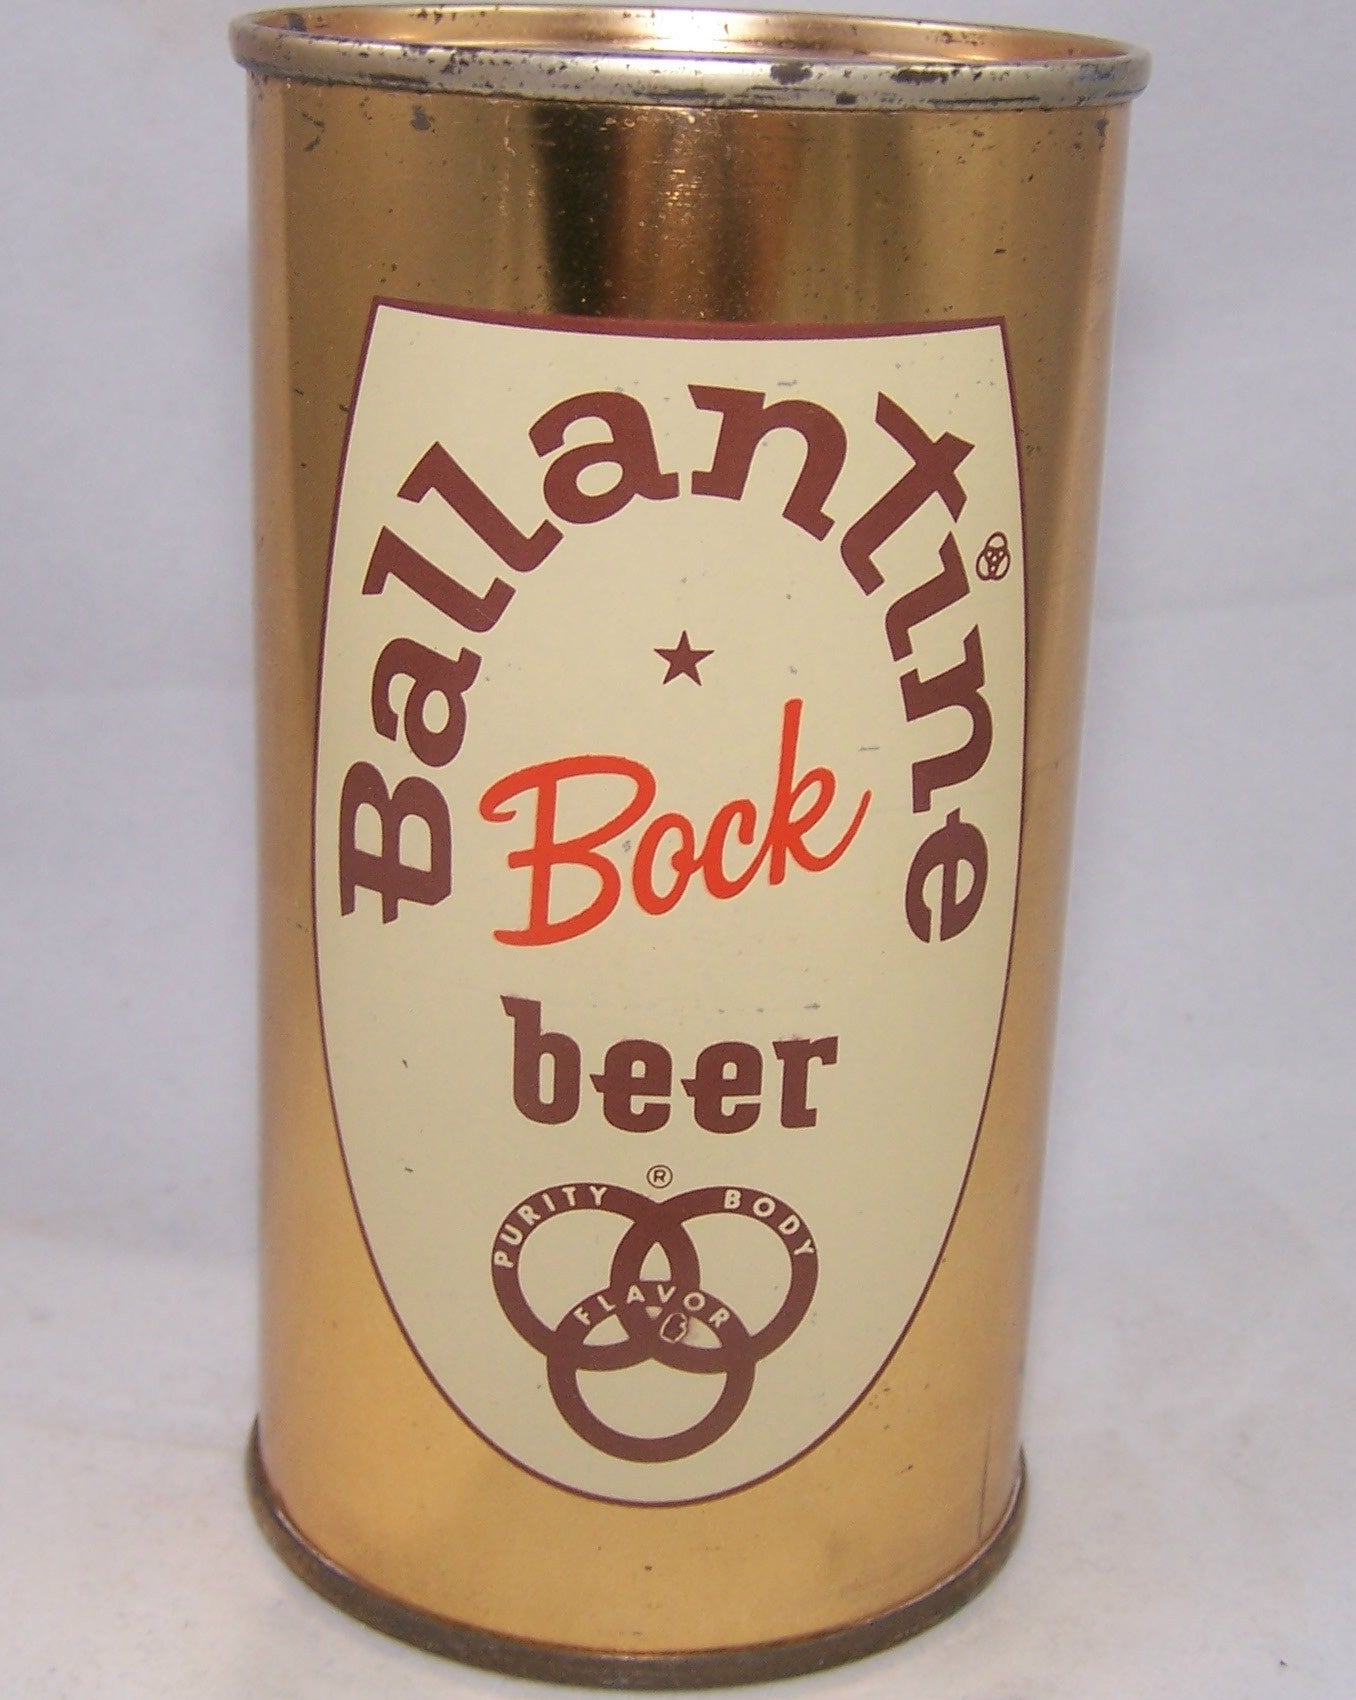 Ballantine
Bock
beer
®
PURITY
BODY
FLAVOR